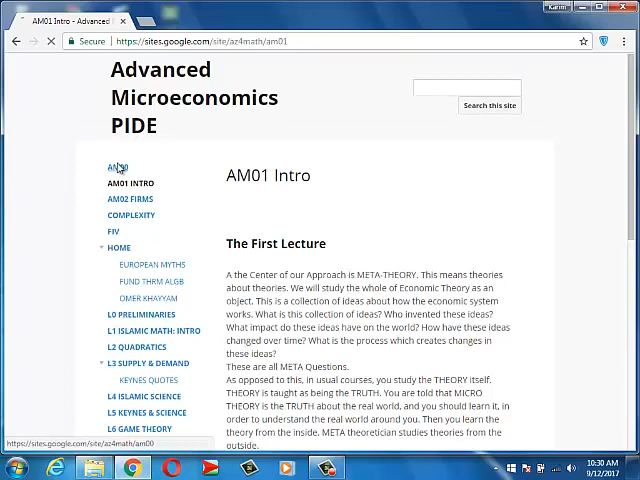 Karim
AM01 Intro - Advanced
Secure
https://sites.google.com/site/az4math/am01
Advanced
Microeconomics
PIDE
Search this site
AM00
AM01 INTRO
AM02 FIRMS
COMPLEXITY
FIV
HOME
EUROPEAN MYTHS
FUND THRM ALGB
OMER KHAYYAM
L0 PRELIMINARIES
L1 ISLAMIC MATH: INTRO
L2 QUADRATICS
L3 SUPPLY & DEMAND
KEYNES QUOTES
L4 ISLAMIC SCIENCE
L5 KEYNES & SCIENCE
L6 GAME THEORY
AM01 Intro
The First Lecture
A the Center of our Approach is META-THEORY. This means theories
about theories. We will study the whole of Economic Theory as an
object. This is a collection of ideas about how the economic system
works. What is this collection of ideas? Who invented these ideas?
What impact do these ideas have on the world? How have these ideas
changed over time? What is the process which creates changes in
these ideas?
These are all META Questions.
As opposed to this, in usual courses, you study the THEORY itself.
THEORY is taught as being the TRUTH. You are told that MICRO
THEORY is the TRUTH about the real world, and you should learn it, in
order to understand the real world around you. Then you learn the
theory from the inside. META theoretician studies theories from the
outside.
https://sites.google.com/site/az4math/am00
10:30 AM
9/12/2017